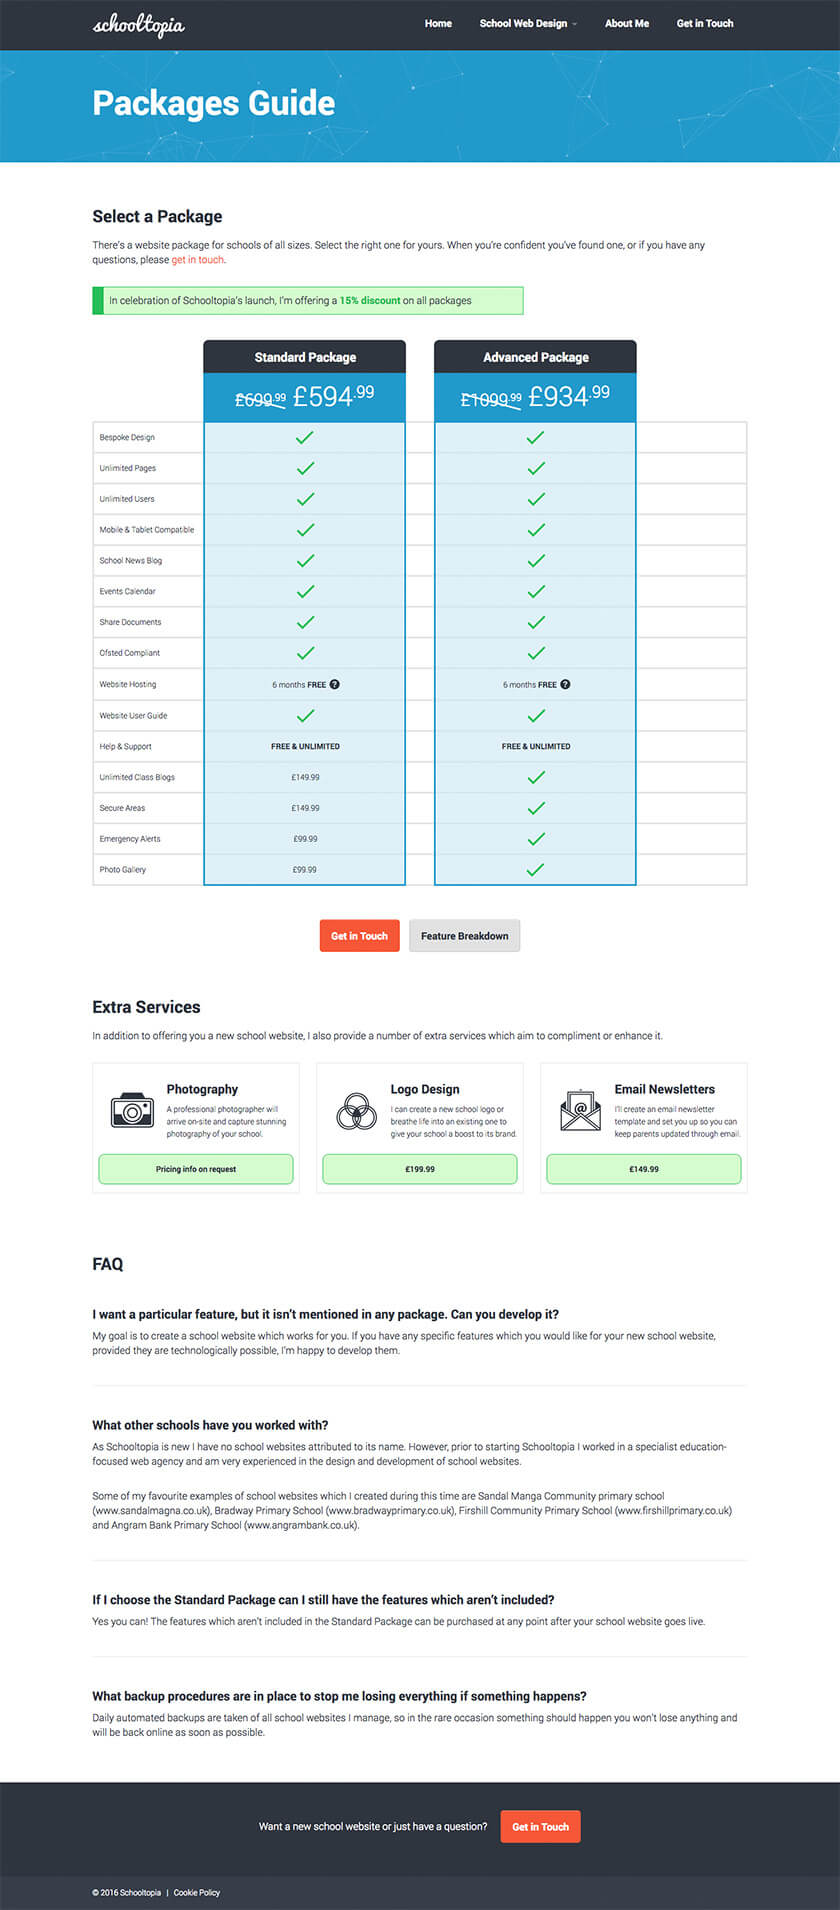 schooltopia
Home School Web Design About Me Get in Touch
Packages Guide
Select a Package
There's a website package for schools of all sizes. Select the right one for yours. When you're confident you've found one, or if you have any
questions, please get in touch.
In celebration of Schooltopia's launch, I'm offering a 15% discount on all packages
Standard Package Advanced Package
£699.99 £594.99 £1099.99 £934.99
Bespoke Design
Unlimited Pages
Unlimited Users
Mobile & Tablet Compatible
School News Blog
Events Calendar
Share Documents
Ofsted Compliant
Website Hosting 6 months FREE ? 6 months FREE ?
Website User Guide
Help & Support FREE & UNLIMITED FREE & UNLIMITED
Unlimited Class Blogs £149.99
Secure Areas £149.99
Emergency Alerts £99.99
Photo Gallery £99.99
Get in Touch Feature Breakdown
Extra Services
In addition to offering you a new school website, I also provide a number of extra services which aim to compliment or enhance it.
Photography
A professional photographer will
arrive on-site and capture stunning
photography of your school.
Pricing info on request
Logo Design
I can create a new school logo or
breathe life into an existing one to
give your school a boost to its brand.
£199.99
Email Newsletters
I'll create an email newsletter
template and set you up so you can
keep parents updated through email.
£149.99
FAQ
I want a particular feature, but it isn't mentioned in any package. Can you develop it?
My goal is to create a school website which works for you. If you have any specific features which you would like for your new school website,
provided they are technologically possible, I'm happy to develop them.
What other schools have you worked with?
As Schooltopia is new I have no school websites attributed to its name. However, prior to starting Schooltopia I worked in a specialist education-
focused web agency and am very experienced in the design and development of school websites.
Some of my favourite examples of school websites which I created during this time are Sandal Manga Community primary school
(www.sandalmagna.co.uk), Bradway Primary School (www.bradwayprimary.co.uk), Firshill Community Primary School (www.firshillprimary.co.uk)
and Angram Bank Primary School (www.angrambank.co.uk).
If I choose the Standard Package can I still have the features which aren't included?
Yes you can! The features which aren't included in the Standard Package can be purchased at any point after your school website goes live.
What backup procedures are in place to stop me losing everything if something happens?
Daily automated backups are taken of all school websites I manage, so in the rare occasion something should happen you won't lose anything and
will be back online as soon as possible.
Want a new school website or just have a question? Get in Touch
© 2016 Schooltopia | Cookie Policy